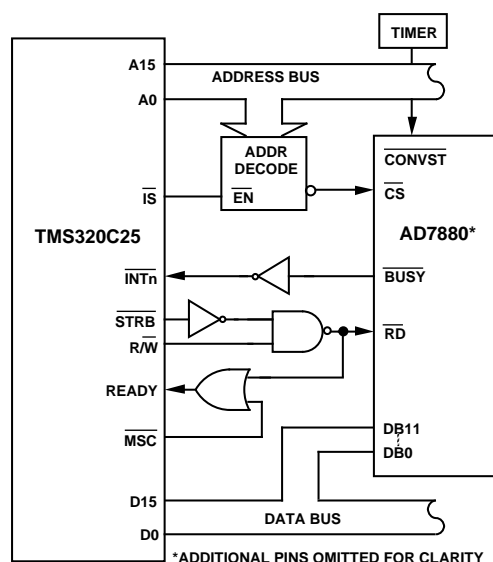 TIMER
A15
ADDRESS BUS
A0
ADDR
DECODE
CONVST
IS
EN
CS
TMS320C25
AD7880*
INTn
BUSY
STRB
R/W
RD
READY
MSC
DB11
DB0
D15
DATA BUS
D0
*ADDITIONAL PINS OMITTED FOR CLARITY